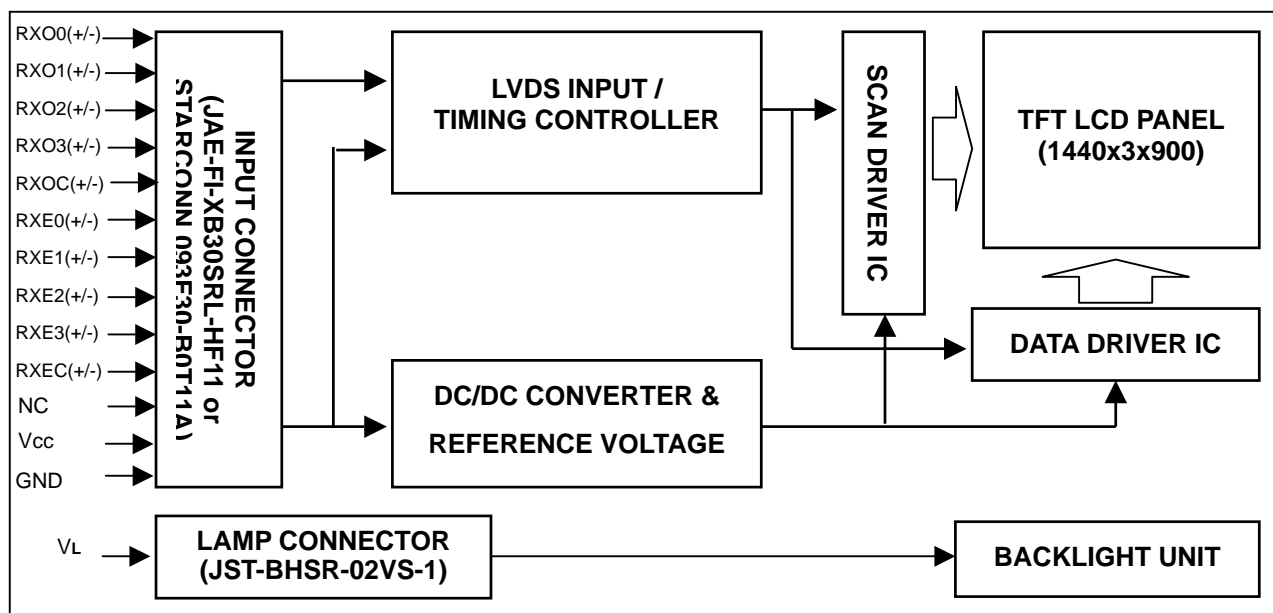 RXO0(+/-)
RXO1(+/-)
RXO2(+/-)
RXO3(+/-)
RXOC(+/-)
RXE0(+/-)
RXE1(+/-)
RXE2(+/-)
RXE3(+/-)
RXEC(+/-)
NC
Vcc
GND
VL
INPUT CONNECTOR
(JAE-FI-XB30SRL-HF11 or
STARCONN 093F30-B0T11A)
LVDS INPUT /
TIMING CONTROLLER
SCAN DRIVER IC
TFT LCD PANEL
(1440x3x900)
DC/DC CONVERTER &
REFERENCE VOLTAGE
DATA DRIVER IC
LAMP CONNECTOR
(JST-BHSR-02VS-1)
BACKLIGHT UNIT